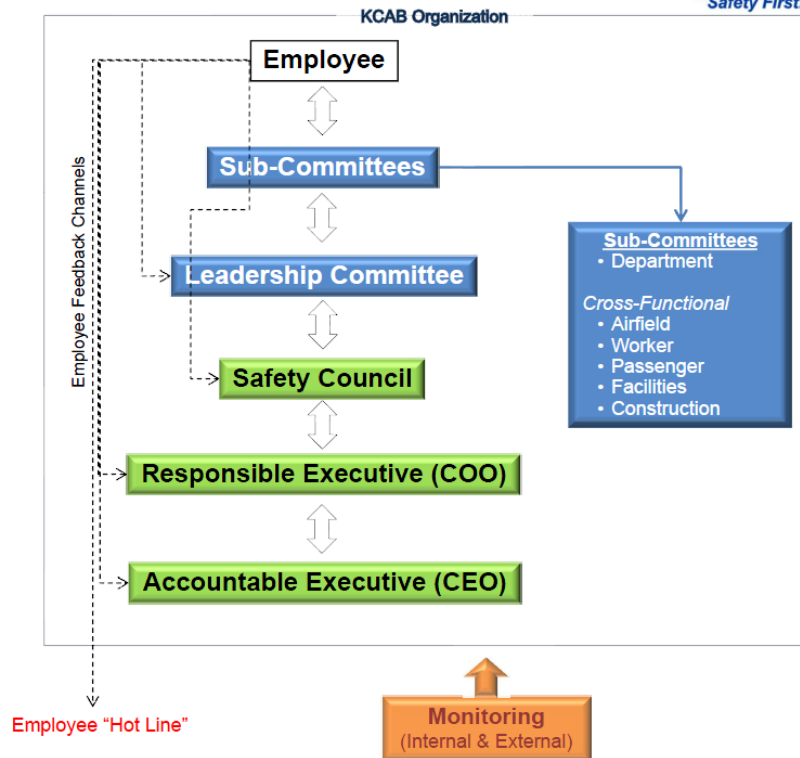 Safety First.
KCAB Organization
Employee
Sub-Committees
Leadership Committee
Safety Council
Responsible Executive (COO)
Accountable Executive (CEO)
Employee Feedback Channels
Sub-Committees
• Department
Cross-Functional
• Airfield
• Worker
• Passenger
• Facilities
• Construction
Employee “Hot Line”
Monitoring
(Internal & External)